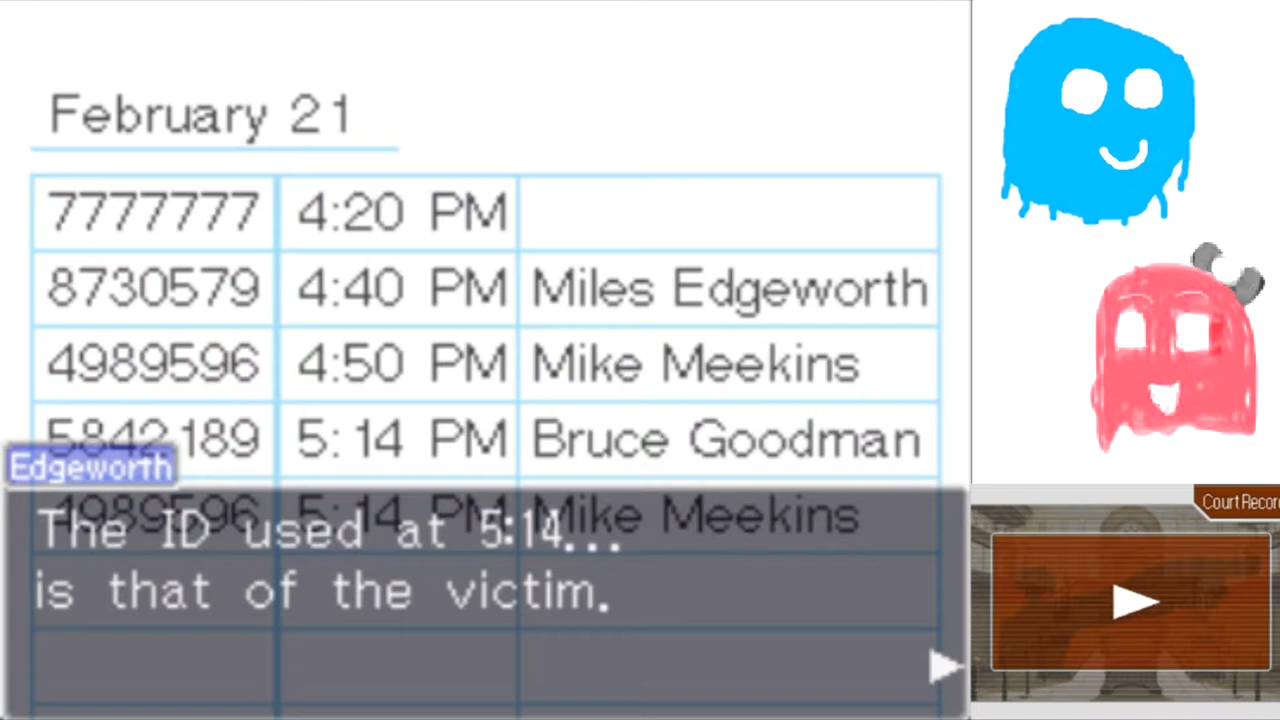 February 21
7777777 4:20 PM
8730579 4:40 PM Miles Edgeworth
4989596 4:50 PM Mike Meekins
5842189 5:14 PM Bruce Goodman
Edgeworth
4989596 5:14 PM Mike Meekins
The ID used at 5:14...
is that of the victim.
Court Recor